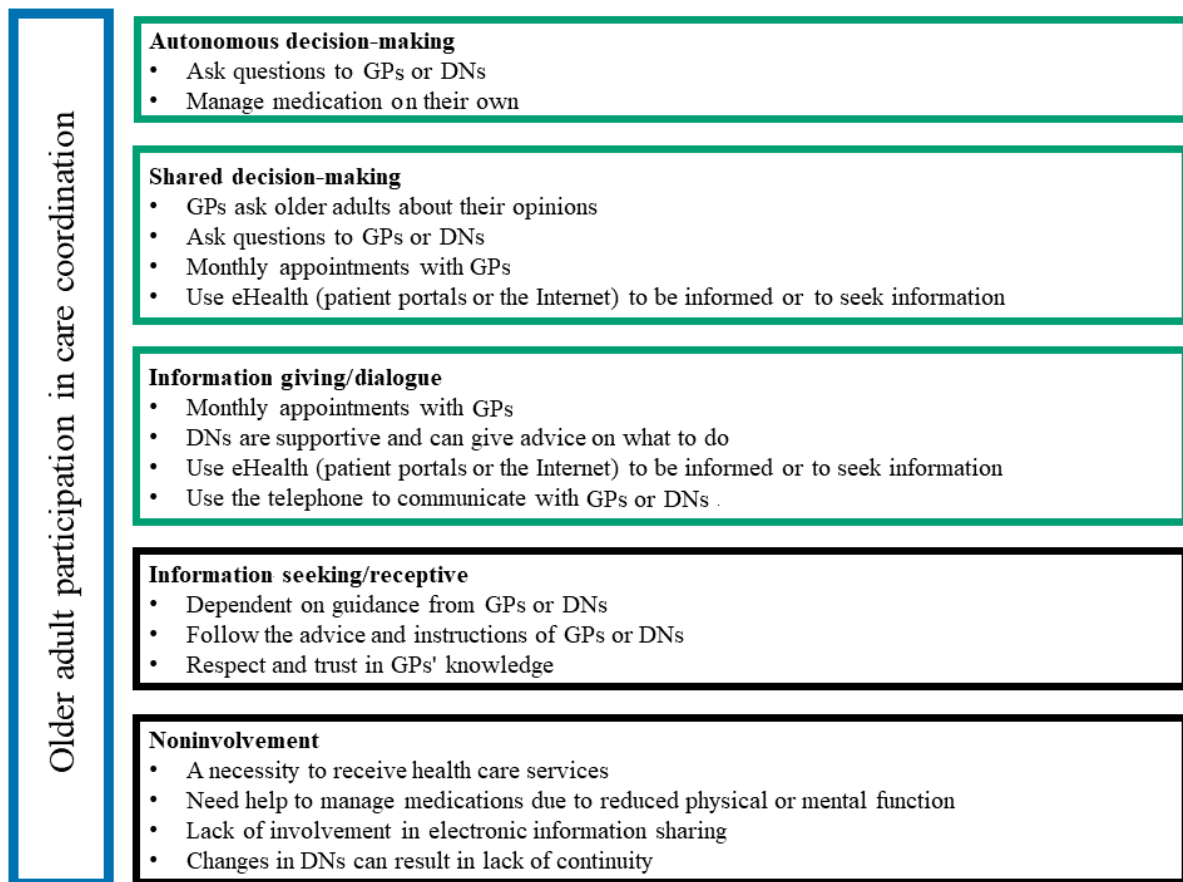 Older adult participation in care coordination
Autonomous decision-making
• Ask questions to GPs or DNs
• Manage medication on their own
Shared decision-making
• GPs ask older adults about their opinions
• Ask questions to GPs or DNs
• Monthly appointments with GPs
• Use eHealth (patient portals or the Internet) to be informed or to seek information
Information giving/dialogue
• Monthly appointments with GPs
• DNs are supportive and can give advice on what to do
• Use eHealth (patient portals or the Internet) to be informed or to seek information
• Use the telephone to communicate with GPs or DNs .
Information seeking/receptive
• Dependent on guidance from GPs or DNs
• Follow the advice and instructions of GPs or DNs
• Respect and trust in GPs' knowledge
Noninvolvement
• A necessity to receive health care services
• Need help to manage medications due to reduced physical or mental function
• Lack of involvement in electronic information sharing
• Changes in DNs can result in lack of continuity